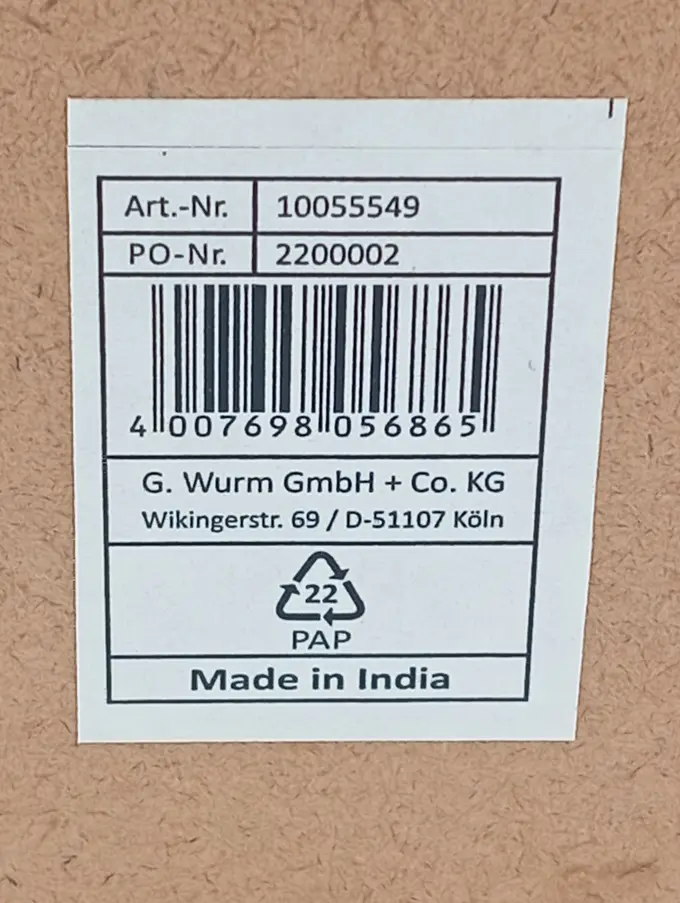 Art.-Nr. 10055549
PO-Nr. 2200002
4 007698 056865
G. Wurm GmbH + Co. KG
Wikingerstr. 69 / D-51107 Köln
22
PAP
Made in India